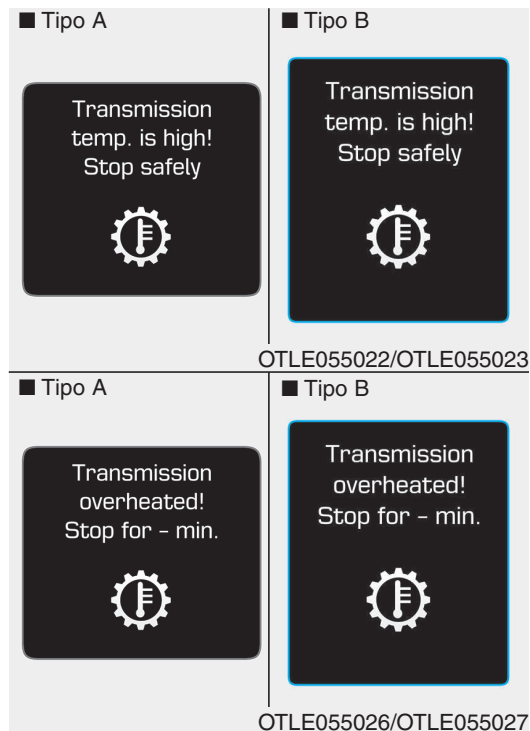 ■ Tipo A
Transmission
temp. is high!
Stop safely
■ Tipo B
Transmission
temp. is high!
Stop safely
OTLE055022/OTLE055023
■ Tipo A
Transmission
overheated!
Stop for - min.
■ Tipo B
Transmission
overheated!
Stop for - min.
OTLE055026/OTLE055027